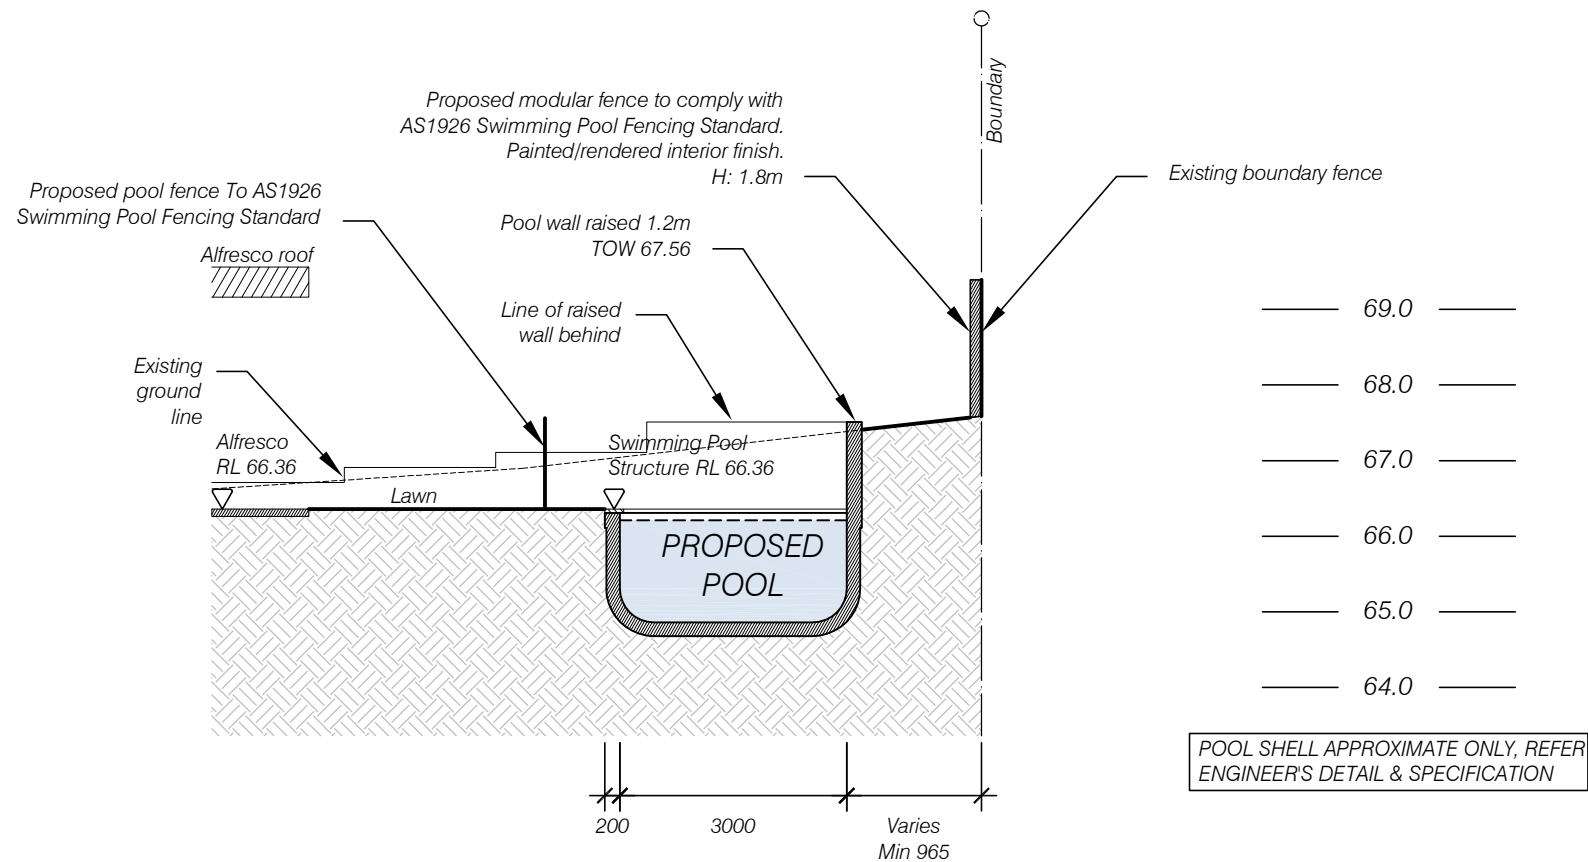 Boundary
Proposed modular fence to comply with
AS1926 Swimming Pool Fencing Standard.
Painted/rendered interior finish.
H: 1.8m
Existing boundary fence
Proposed pool fence To AS1926
Swimming Pool Fencing Standard
Pool wall raised 1.2m
TOW 67.56
Alfresco roof
Line of raised
wall behind
Existing
ground
line
Alfresco
RL 66.36
Swimming Pool
Structure RL 66.36
Lawn
PROPOSED
POOL
69.0
68.0
67.0
66.0
65.0
64.0
POOL SHELL APPROXIMATE ONLY, REFER
ENGINEER'S DETAIL & SPECIFICATION
200
3000
Varies
Min 965